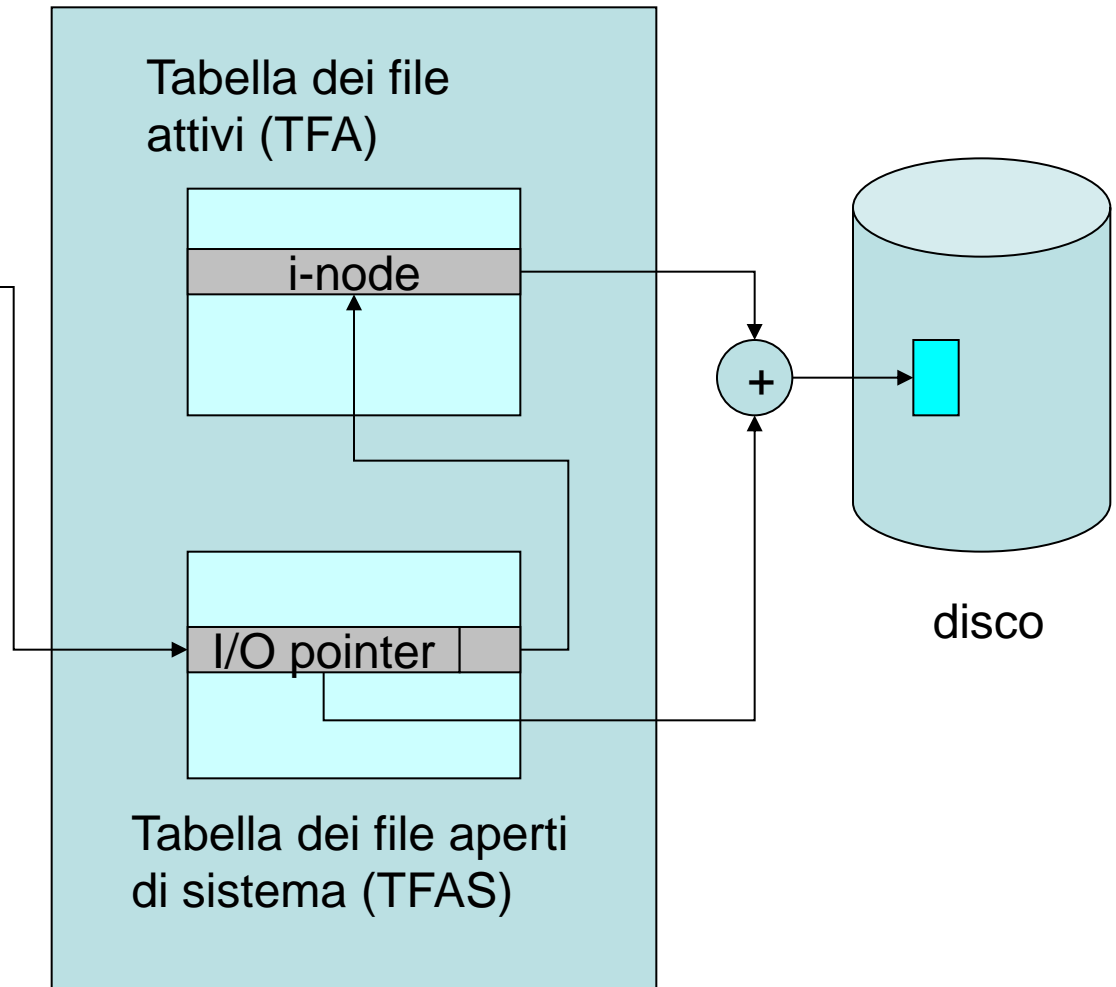 Tabella dei file
attivi (TFA)
i-node
+
I/O pointer
disco
Tabella dei file aperti
di sistema (TFAS)